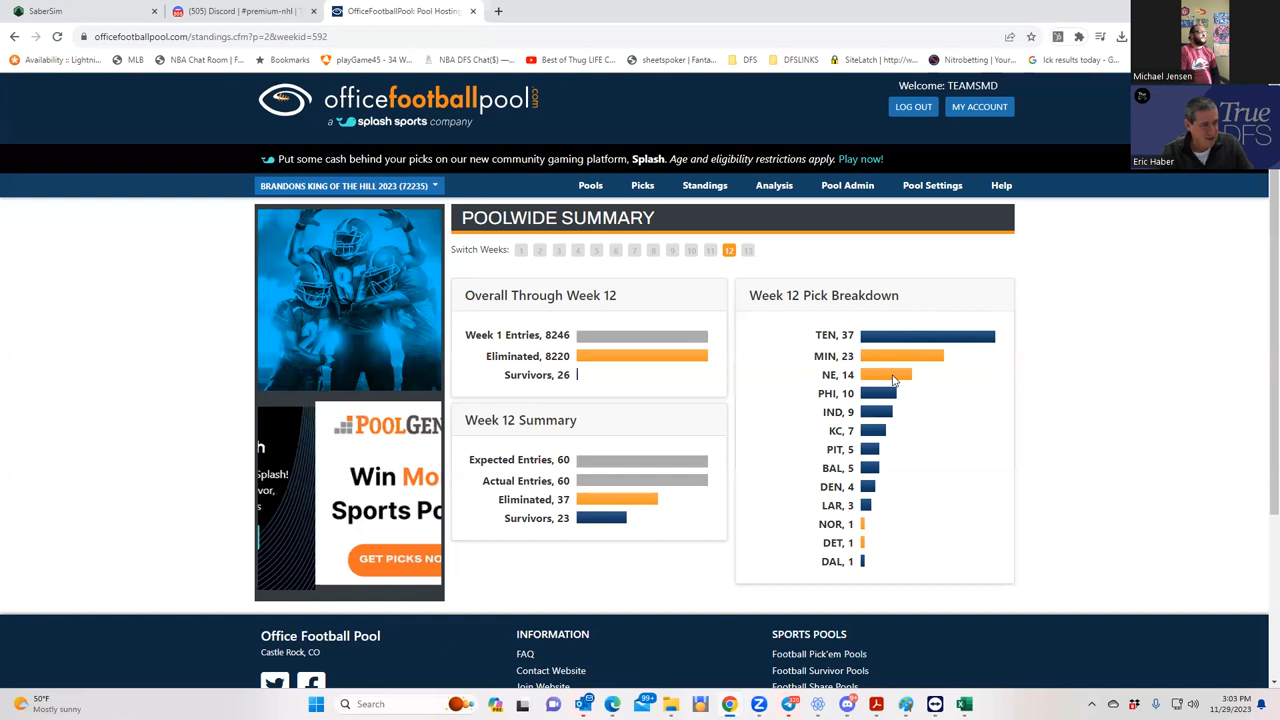 SaberSim
(505) Discord | #premium-nhl | T
OfficeFootballPool: Pool Hosting
officefootballpool.com/standings.cfm?p=2&weekid=592
Availability :: Lightni...
MLB
NBA Chat Room | F...
Bookmarks
playGame45 - 34 W...
NBA DFS Chat($) —...
Best of Thug LIFE C...
sheetspoker | Fanta...
DFS
DFSLINKS
SiteLatch | http://w...
Nitrobetting | Your...
Ick results today - G...
Michael Jensen
True
DFS
Eric Haber
officefootballpool.com
a splash sports company
Welcome: TEAMSMD
LOG OUT
MY ACCOUNT
Put some cash behind your picks on our new community gaming platform, Splash. Age and eligibility restrictions apply. Play now!
BRANDONS KING OF THE HILL 2023 (72235)
Pools
Picks
Standings
Analysis
Pool Admin
Pool Settings
Help
POOLWIDE SUMMARY
Switch Weeks: 1 2 3 4 5 6 7 8 9 10 11 12 13
Overall Through Week 12
Week 1 Entries, 8246
Eliminated, 8220
Survivors, 26
Week 12 Summary
Expected Entries, 60
Actual Entries, 60
Eliminated, 37
Survivors, 23
Week 12 Pick Breakdown
TEN, 37
MIN, 23
NE, 14
PHI, 10
IND, 9
KC, 7
PIT, 5
BAL, 5
DEN, 4
LAR, 3
NOR, 1
DET, 1
DAL, 1
h
Splash!
vor,
s
POOLGEN
Win Mo
Sports Po
GET PICKS NO
Office Football Pool
Castle Rock, CO
INFORMATION
FAQ
Contact Website
Join Website
SPORTS POOLS
Football Pick'em Pools
Football Survivor Pools
Football Share Pools
50°F
Mostly sunny
Search
99+
3:03 PM
11/29/2023